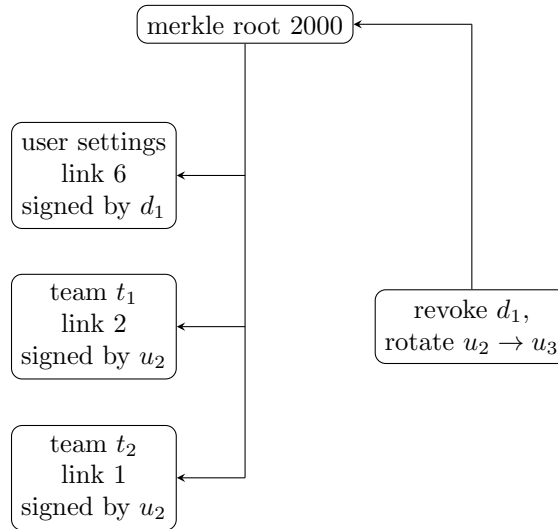 merkle root 2000
user settings
link 6
signed by d₁
team t₁
link 2
signed by u₂
revoke d₁,
rotate u₂ → u₃
team t₂
link 1
signed by u₂